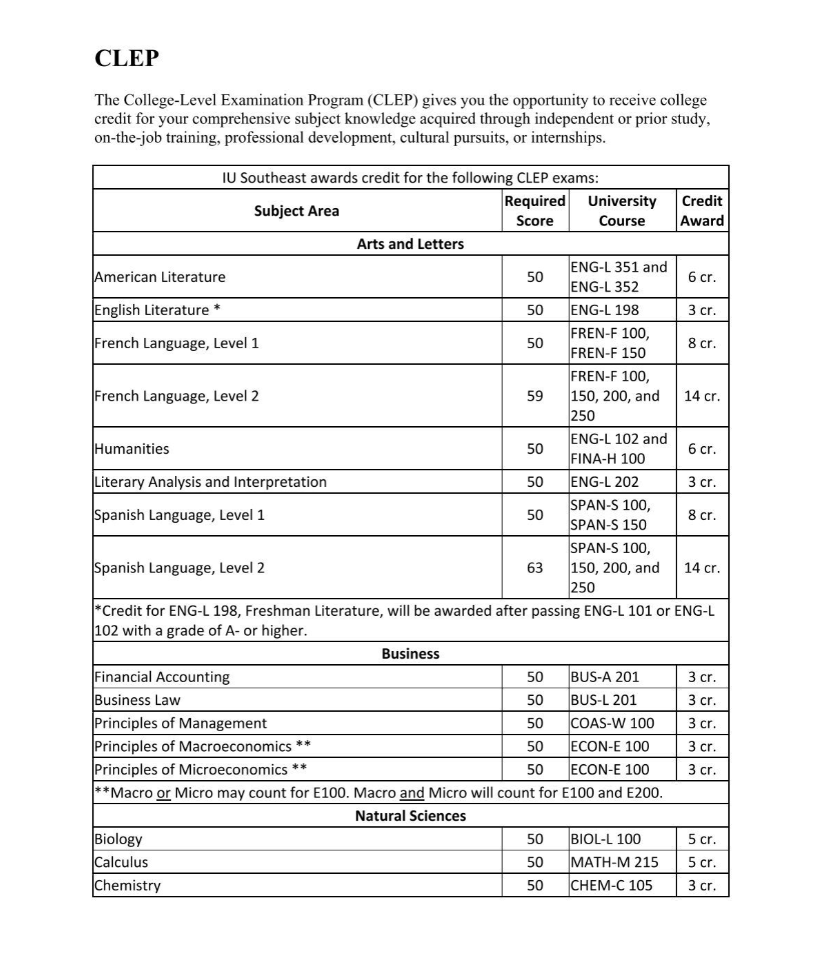 CLEP
The College-Level Examination Program (CLEP) gives you the opportunity to receive college
credit for your comprehensive subject knowledge acquired through independent or prior study,
on-the-job training, professional development, cultural pursuits, or internships.
IU Southeast awards credit for the following CLEP exams:
Subject Area Required Score University Course Credit Award
Arts and Letters
American Literature 50 ENG-L 351 and ENG-L 352 6 cr.
English Literature * 50 ENG-L 198 3 cr.
French Language, Level 1 50 FREN-F 100, FREN-F 150 8 cr.
French Language, Level 2 59 FREN-F 100, 150, 200, and 250 14 cr.
Humanities 50 ENG-L 102 and FINA-H 100 6 cr.
Literary Analysis and Interpretation 50 ENG-L 202 3 cr.
Spanish Language, Level 1 50 SPAN-S 100, SPAN-S 150 8 cr.
Spanish Language, Level 2 63 SPAN-S 100, 150, 200, and 250 14 cr.
*Credit for ENG-L 198, Freshman Literature, will be awarded after passing ENG-L 101 or ENG-L
102 with a grade of A- or higher.
Business
Financial Accounting 50 BUS-A 201 3 cr.
Business Law 50 BUS-L 201 3 cr.
Principles of Management 50 COAS-W 100 3 cr.
Principles of Macroeconomics ** 50 ECON-E 100 3 cr.
Principles of Microeconomics ** 50 ECON-E 100 3 cr.
**Macro or Micro may count for E100. Macro and Micro will count for E100 and E200.
Natural Sciences
Biology 50 BIOL-L 100 5 cr.
Calculus 50 MATH-M 215 5 cr.
Chemistry 50 CHEM-C 105 3 cr.